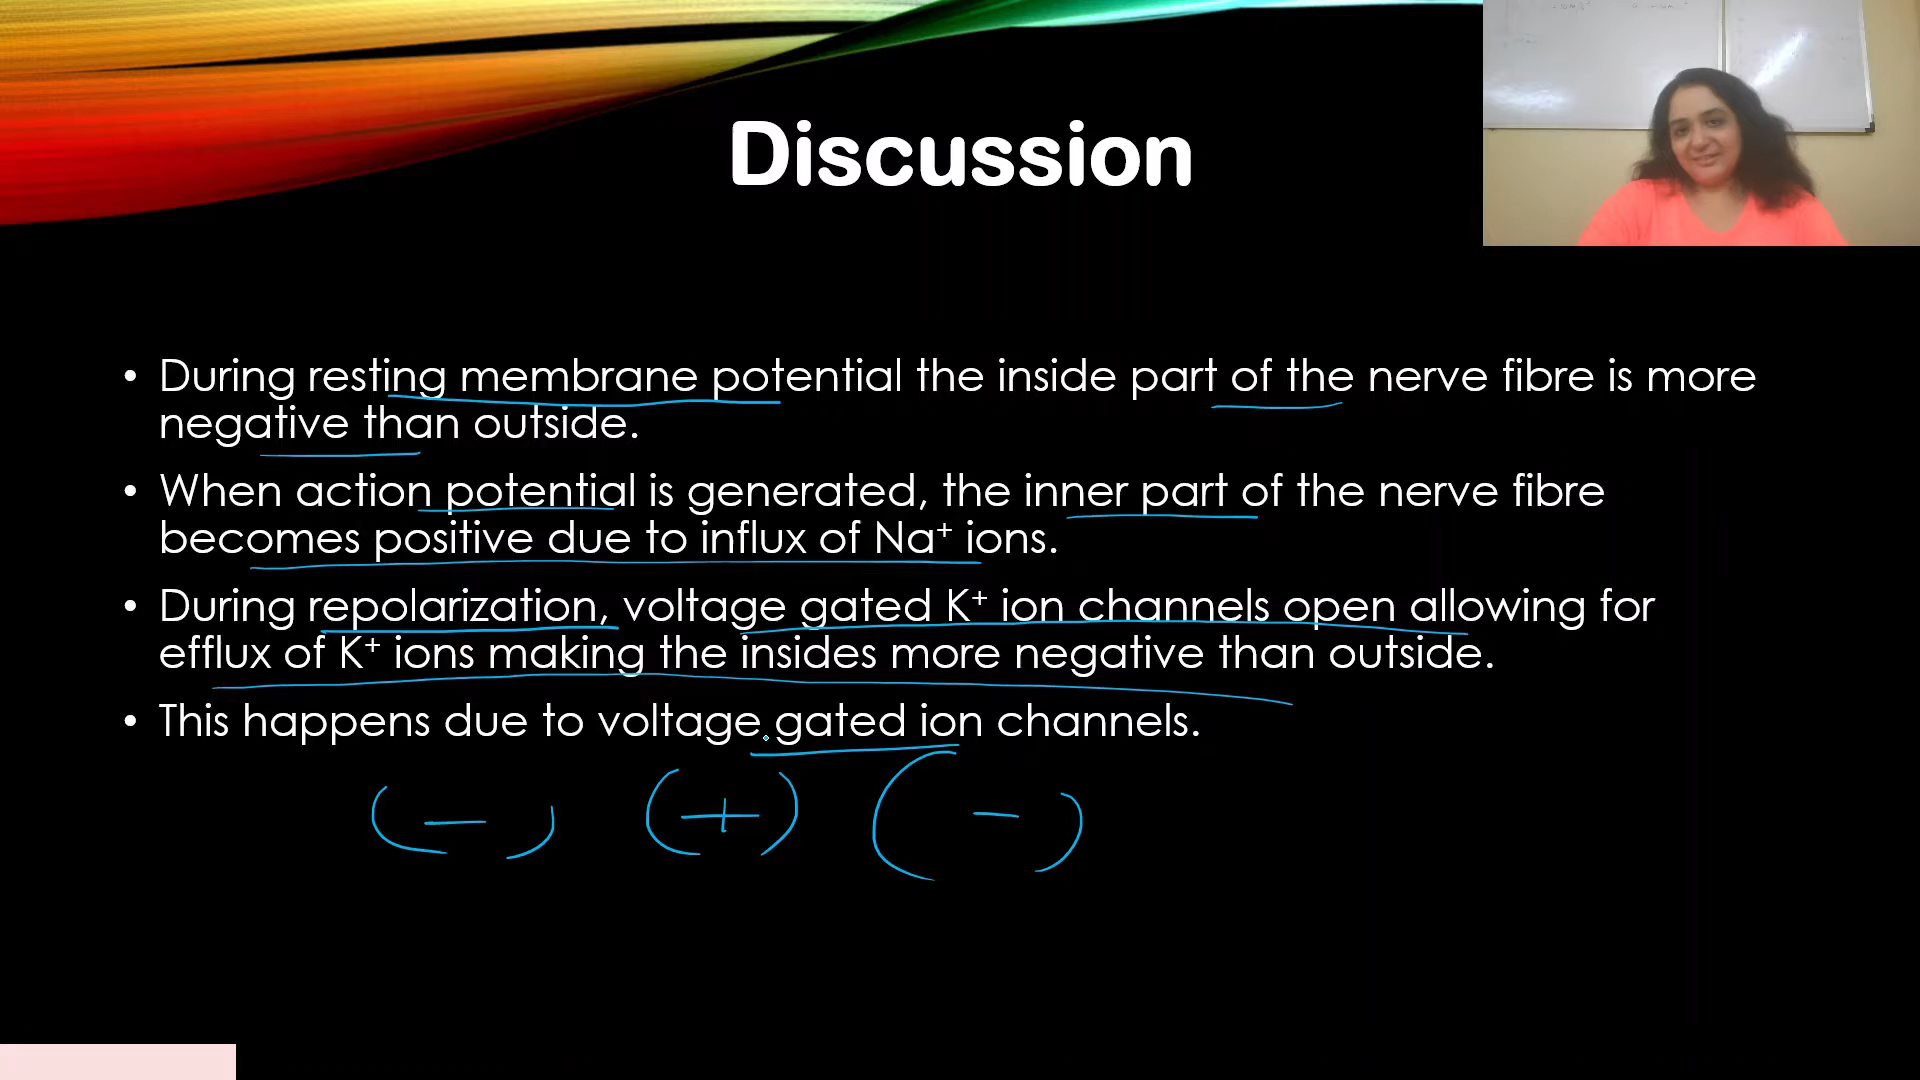 Discussion
• During resting membrane potential the inside part of the nerve fibre is more
negative than outside.
• When action potential is generated, the inner part of the nerve fibre
becomes positive due to influx of Na⁺ ions.
• During repolarization, voltage gated K⁺ ion channels open allowing for
efflux of K⁺ ions making the insides more negative than outside.
• This happens due to voltage gated ion channels.
(−) (+) (−)